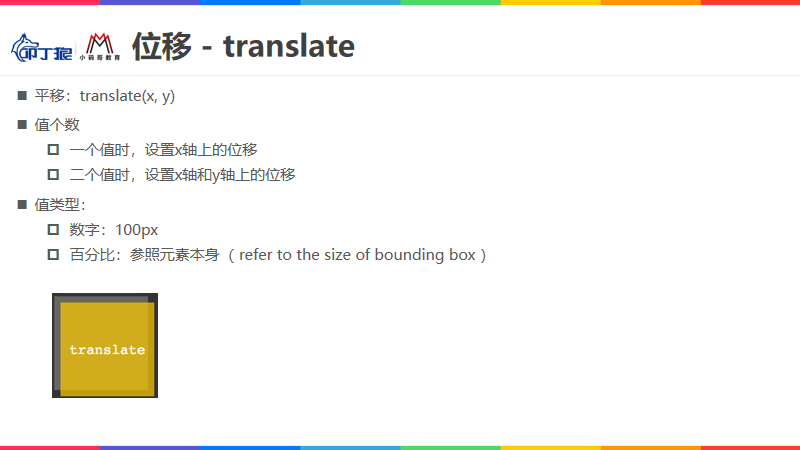 叩丁狼
小码哥教育
位移 - translate
平移：translate(x, y)
值个数
一个值时，设置x轴上的位移
二个值时，设置x轴和y轴上的位移
值类型：
数字：100px
百分比：参照元素本身（ refer to the size of bounding box ）
translate